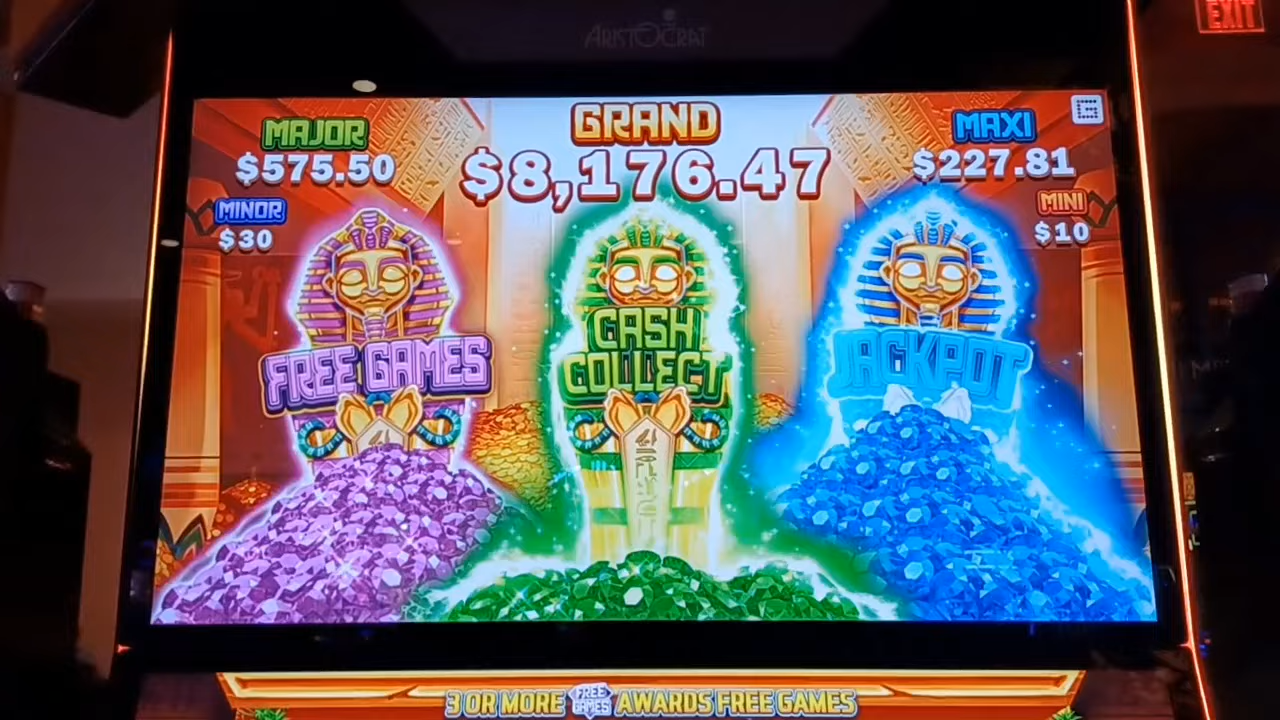 ARISTOCRAT
EXIT
MAJOR
$575.50
GRAND
$8,176.47
MAXI
$227.81
MINOR
$30
MINI
$10
FREE GAMES
CASH
COLLECT
JACKPOT
3 OR MORE FREE GAMES AWARDS FREE GAMES